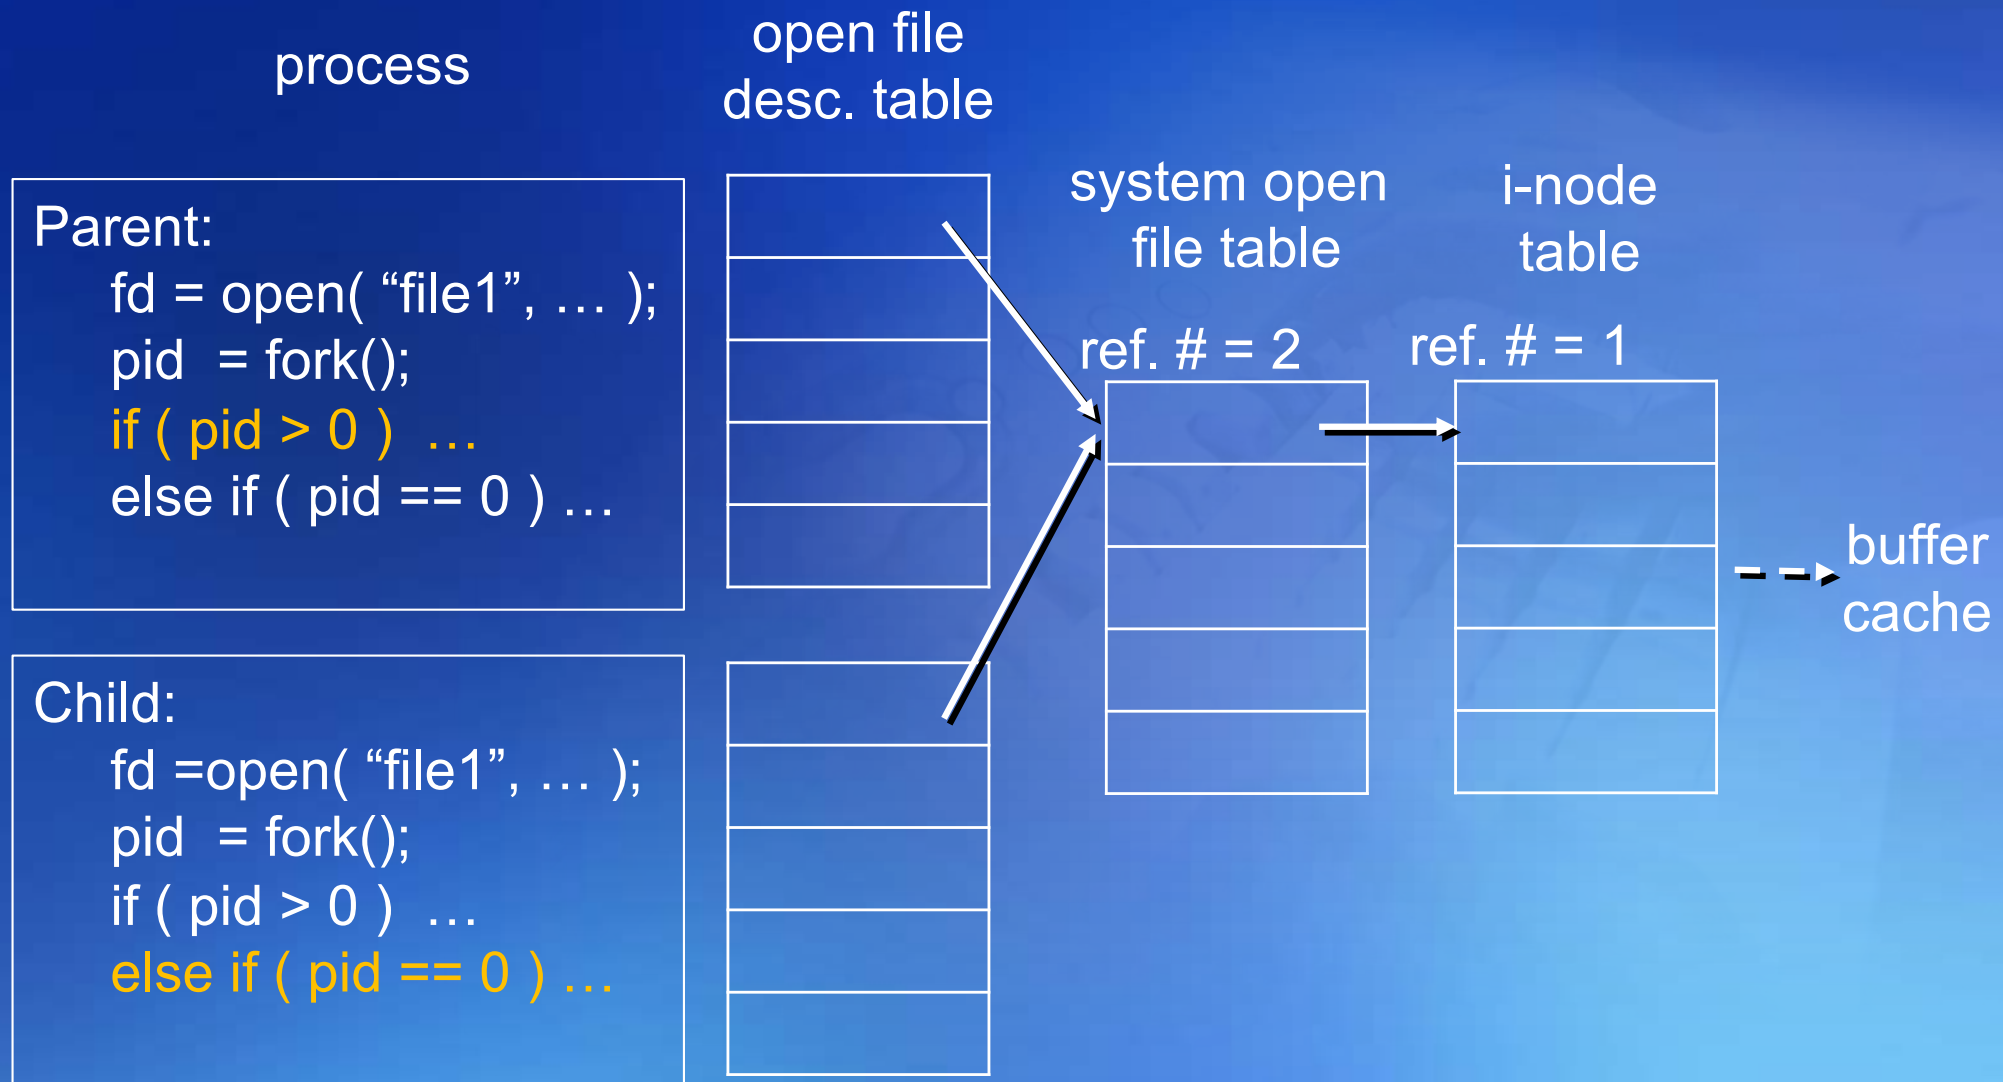 process
open file
desc. table
system open
file table
i-node
table
Parent:
fd = open( “file1”, … );
pid  = fork();
if ( pid > 0 )  …
else if ( pid == 0 ) …
ref. # = 2
ref. # = 1
buffer
cache
Child:
fd =open( “file1”, … );
pid  = fork();
if ( pid > 0 )  …
else if ( pid == 0 ) …